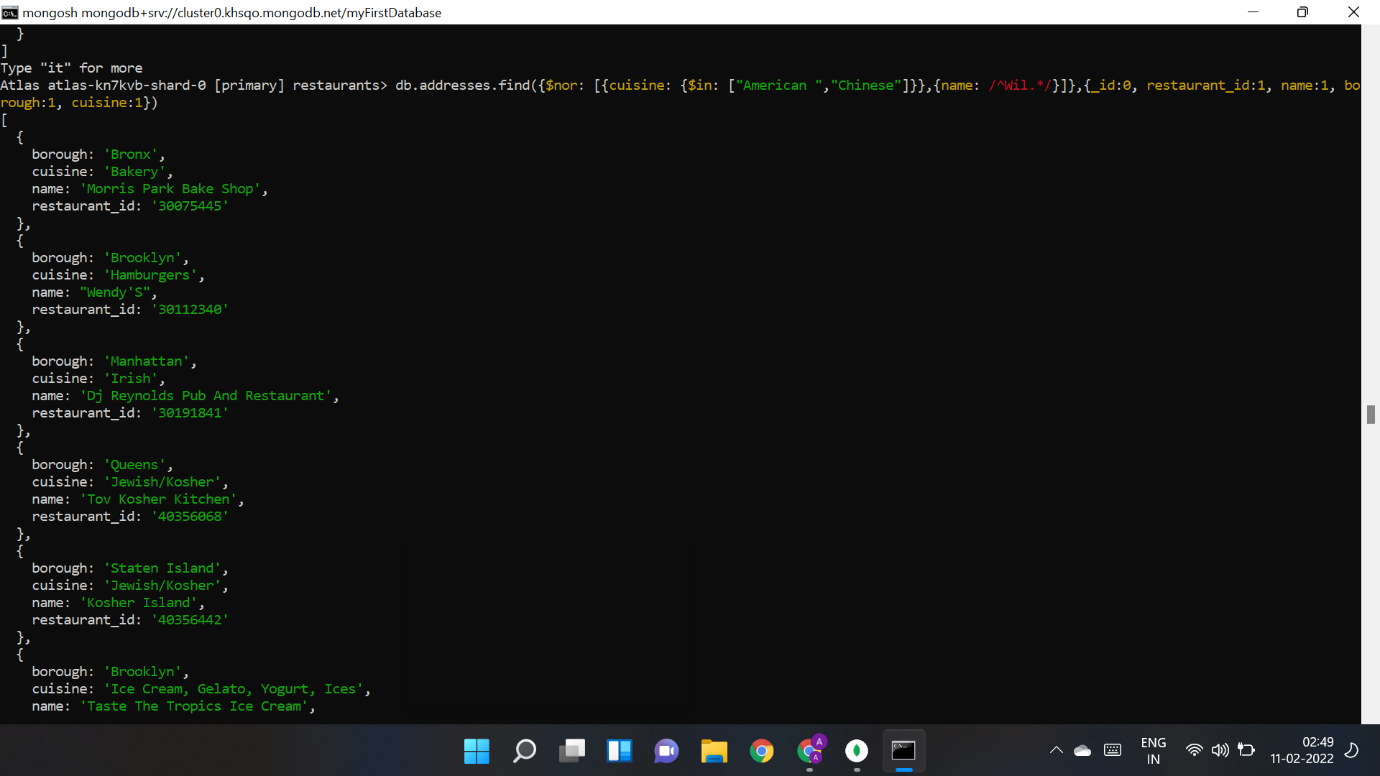 mongosh mongodb+srv://cluster0.khsqo.mongodb.net/myFirstDatabase
}
]
Type "it" for more
Atlas atlas-kn7kvb-shard-0 [primary] restaurants> db.addresses.find({$nor: [{cuisine: {$in: ["American ","Chinese"]}},{name: /^Wil.*/}]},{_id:0, restaurant_id:1, name:1, bo
rough:1, cuisine:1})
[
{
borough: 'Bronx',
cuisine: 'Bakery',
name: 'Morris Park Bake Shop',
restaurant_id: '30075445'
},
{
borough: 'Brooklyn',
cuisine: 'Hamburgers',
name: "Wendy'S",
restaurant_id: '30112340'
},
{
borough: 'Manhattan',
cuisine: 'Irish',
name: 'Dj Reynolds Pub And Restaurant',
restaurant_id: '30191841'
},
{
borough: 'Queens',
cuisine: 'Jewish/Kosher',
name: 'Tov Kosher Kitchen',
restaurant_id: '40356068'
},
{
borough: 'Staten Island',
cuisine: 'Jewish/Kosher',
name: 'Kosher Island',
restaurant_id: '40356442'
},
{
borough: 'Brooklyn',
cuisine: 'Ice Cream, Gelato, Yogurt, Ices',
name: 'Taste The Tropics Ice Cream',
A
A
ENG
IN
02:49
11-02-2022